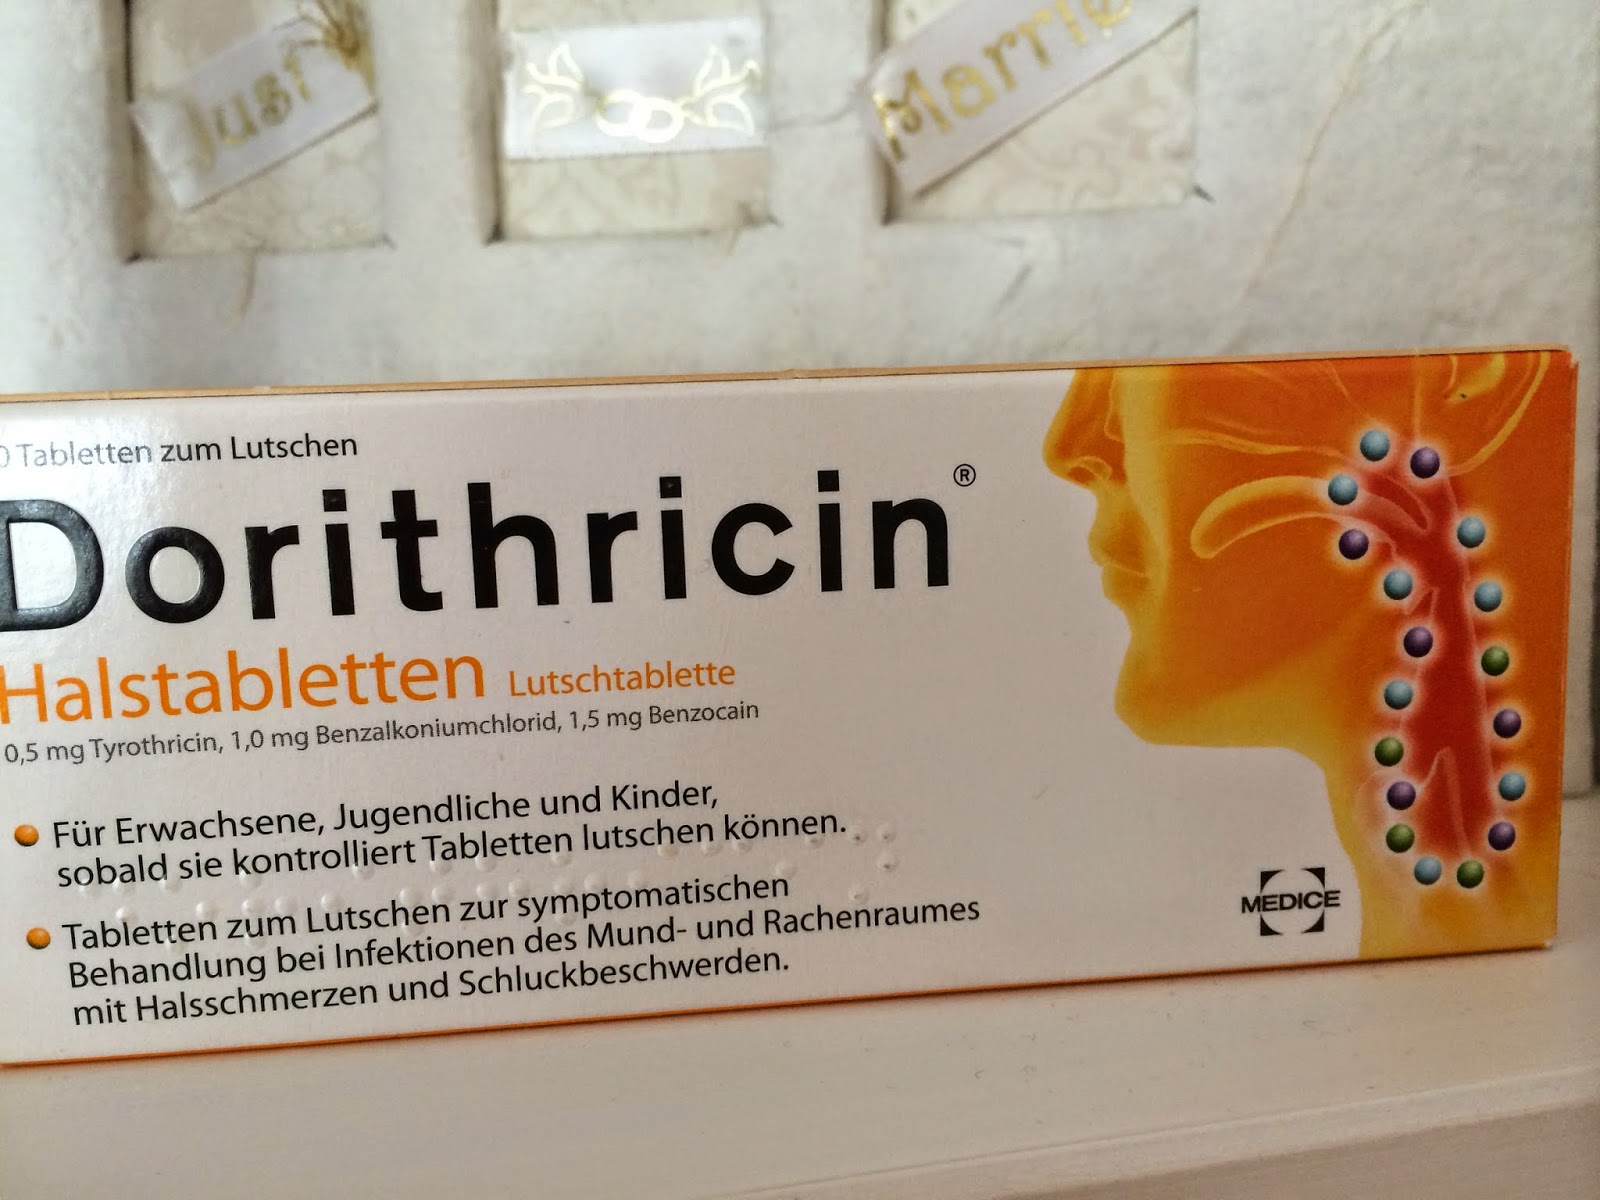 Just
Tabletten zum Lutschen
Dorithricin®
Halstabletten Lutschtablette
0,5 mg Tyrothricin, 1,0 mg Benzalkoniumchlorid, 1,5 mg Benzocain
Für Erwachsene, Jugendliche und Kinder,
sobald sie kontrolliert Tabletten lutschen können.
Tabletten zum Lutschen zur symptomatischen
Behandlung bei Infektionen des Mund- und Rachenraumes
mit Halsschmerzen und Schluckbeschwerden.
MEDICE